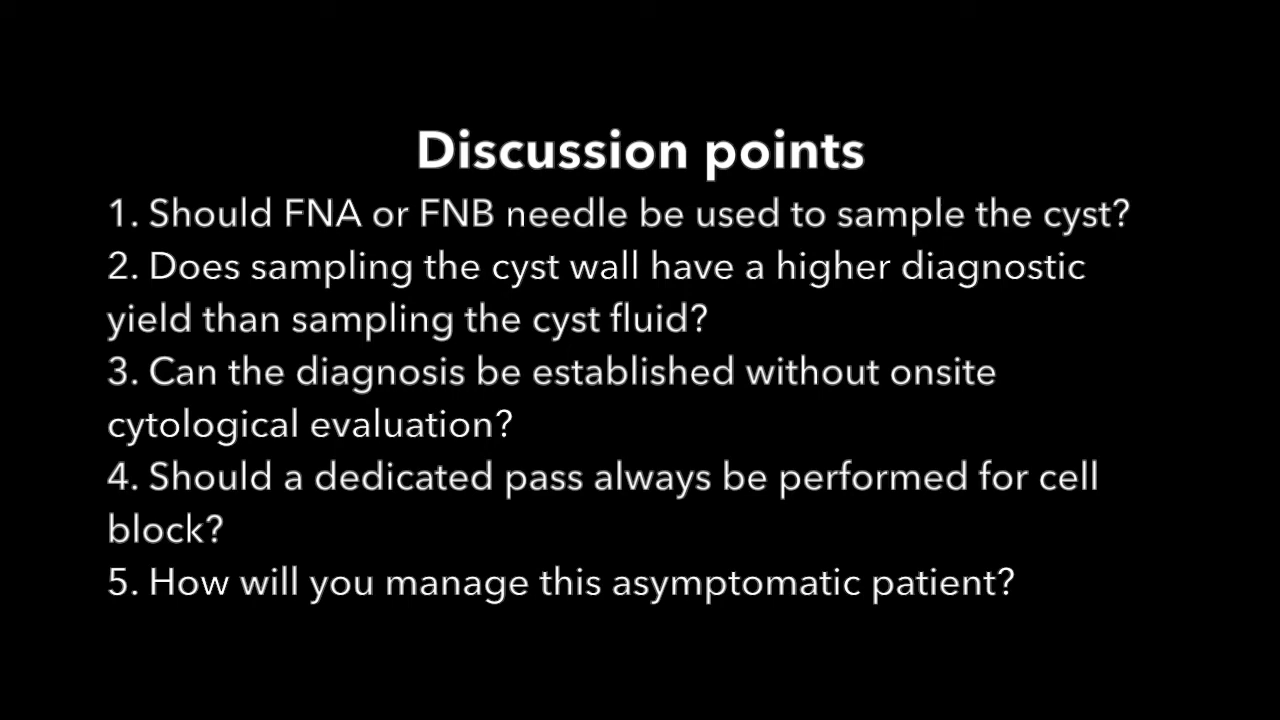 Discussion points
1. Should FNA or FNB needle be used to sample the cyst?
2. Does sampling the cyst wall have a higher diagnostic
yield than sampling the cyst fluid?
3. Can the diagnosis be established without onsite
cytological evaluation?
4. Should a dedicated pass always be performed for cell
block?
5. How will you manage this asymptomatic patient?